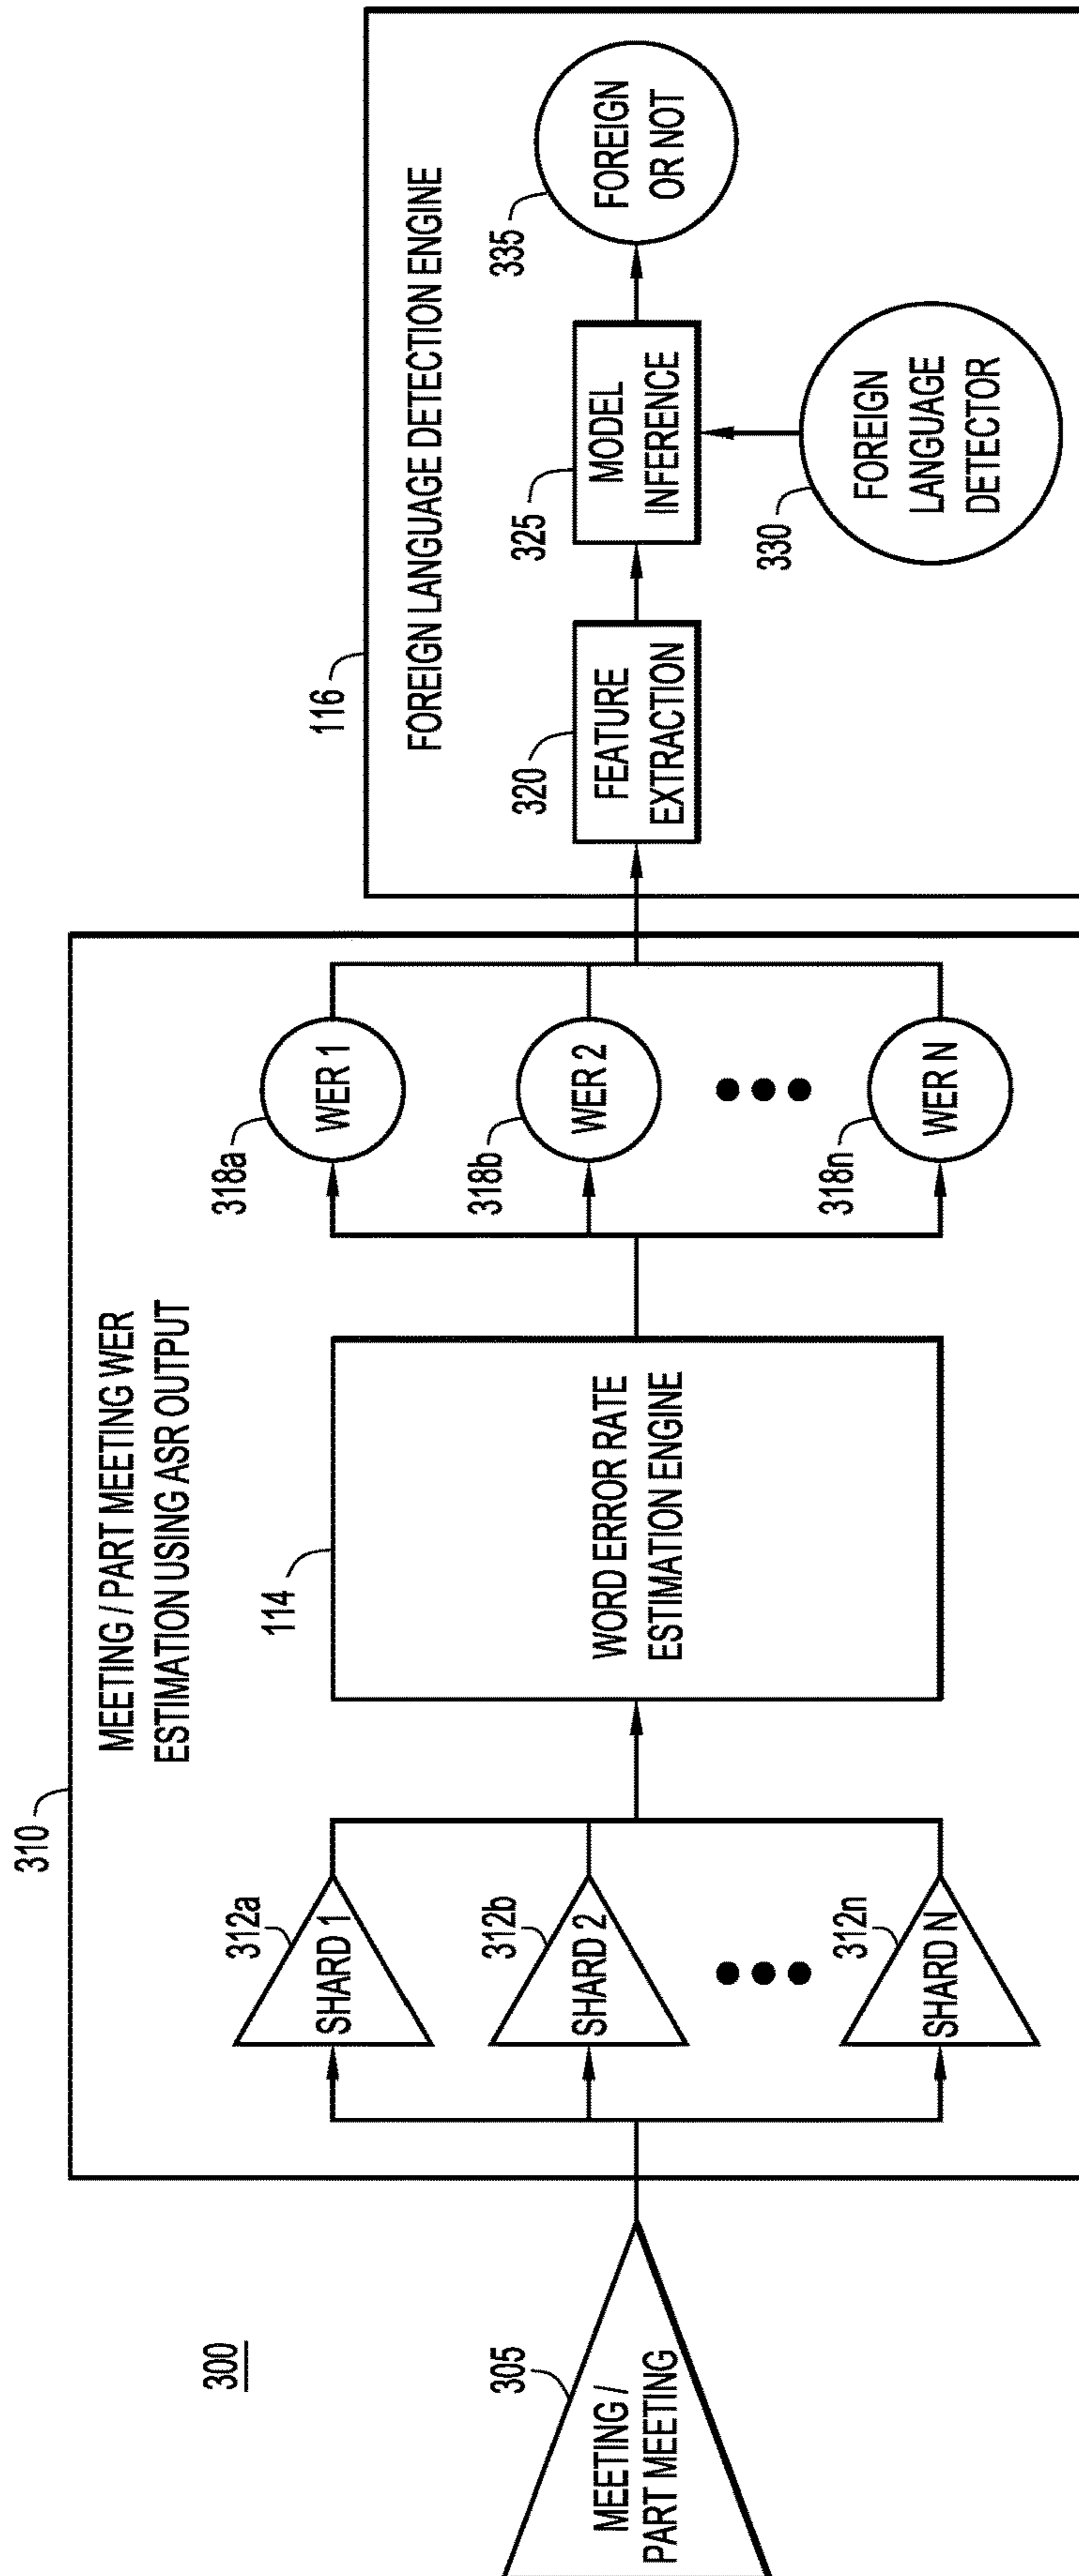 300
305
MEETING /
PART MEETING
310
MEETING / PART MEETING WER
ESTIMATION USING ASR OUTPUT
312a
SHARD 1
312b
SHARD 2
312n
SHARD N
114
WORD ERROR RATE
ESTIMATION ENGINE
318a
WER 1
318b
WER 2
318n
WER N
116
FOREIGN LANGUAGE DETECTION ENGINE
320
FEATURE
EXTRACTION
325
MODEL
INFERENCE
330
FOREIGN
LANGUAGE
DETECTOR
335
FOREIGN
OR NOT